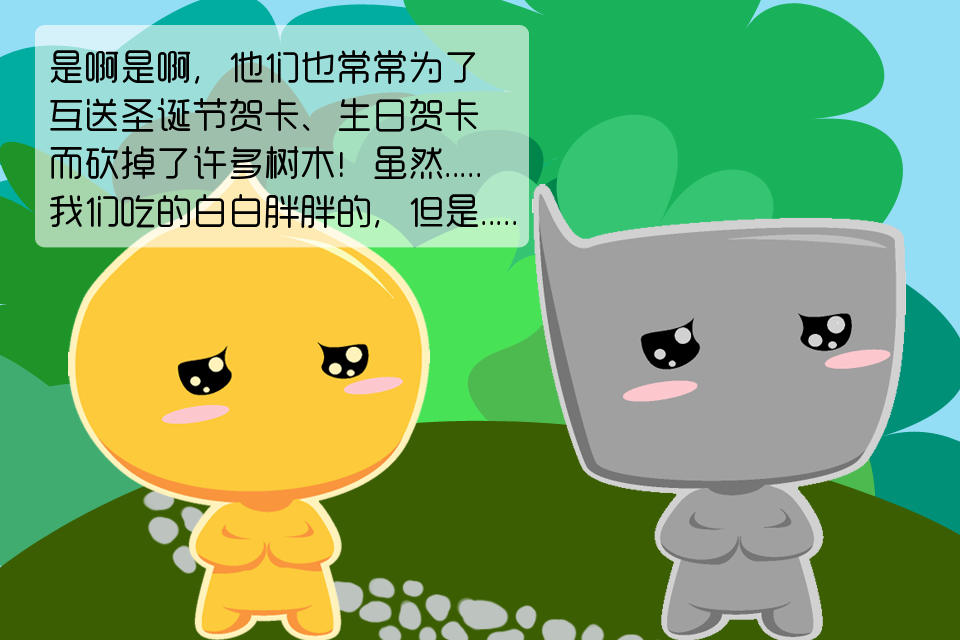 是啊是啊，他们也常常为了
互送圣诞节贺卡、生日贺卡
而砍掉了许多树木！虽然.....
我们吃的白白胖胖的，但是.....